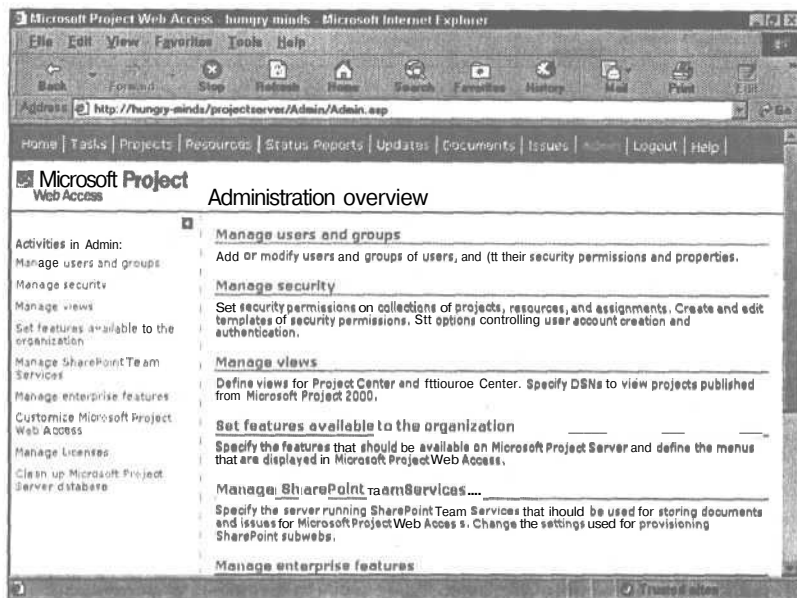 Microsoft Project Web Access - hungry minds - Microsoft Internet Explorer
File Edit View Favorites Tools Help
Back Forward Stop Refresh Home Search Favorites History Mail Print Edit
Address http://hungry-minds/projectserver/Admin/Admin.asp Go
Home | Tasks | Projects | Resources | Status Reports | Updates | Documents | Issues | Admin | Logout | Help |
Microsoft Project
Web Access
Administration overview
Activities in Admin:
Manage users and groups
Manage security
Manage views
Set features available to the
organization
Manage SharePoint Team
Services
Manage enterprise features
Customize Microsoft Project
Web Access
Manage Licenses
Clean up Microsoft Project
Server database
Manage users and groups
Add or modify users and groups of users, and (tt their security permissions and properties.
Manage security
Set security permissions on collections of projects, resources, and assignments. Create and edit
templates of security permissions. Stt options controlling user account creation and
authentication.
Manage views
Define views for Project Center and fttiouroe Center. Specify DSNs to view projects published
from Microsoft Project 2000.
Set features available to the organization
Specify the features that should be available on Microsoft Project Server and define the menus
that are displayed in Microsoft Project Web Access.
Manage SharePoint TaamServices....
Specify the server running SharePoint Team Services that ihould be used for storing documents
and issues for Microsoft Project Web Acces s. Change the settings used for provisioning
SharePoint subwebs.
Manage enterprise features
Trusted sites